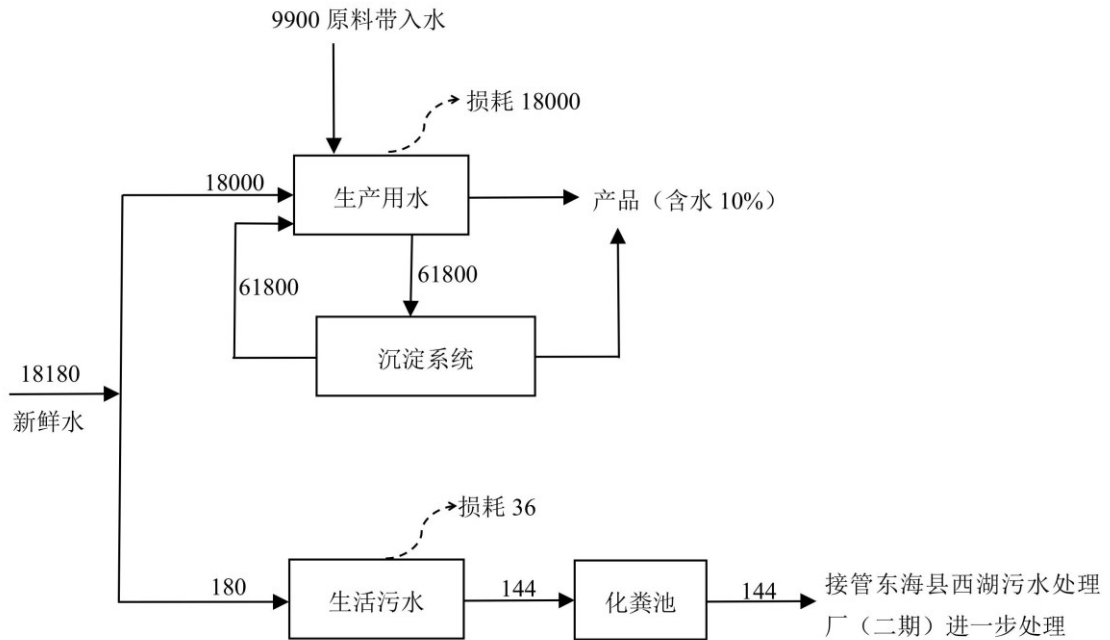 9900 原料带入水
损耗 18000
18000
生产用水
产品（含水 10%）
61800
61800
沉淀系统
18180
新鲜水
损耗 36
180
生活污水
144
化粪池
144
接管东海县西湖污水处理
厂（二期）进一步处理